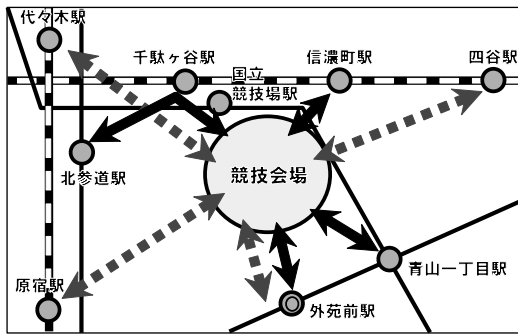 代々木駅
千駄ヶ谷駅
国立
競技場駅
信濃町駅
四谷駅
北参道駅
競技会場
原宿駅
外苑前駅
青山一丁目駅